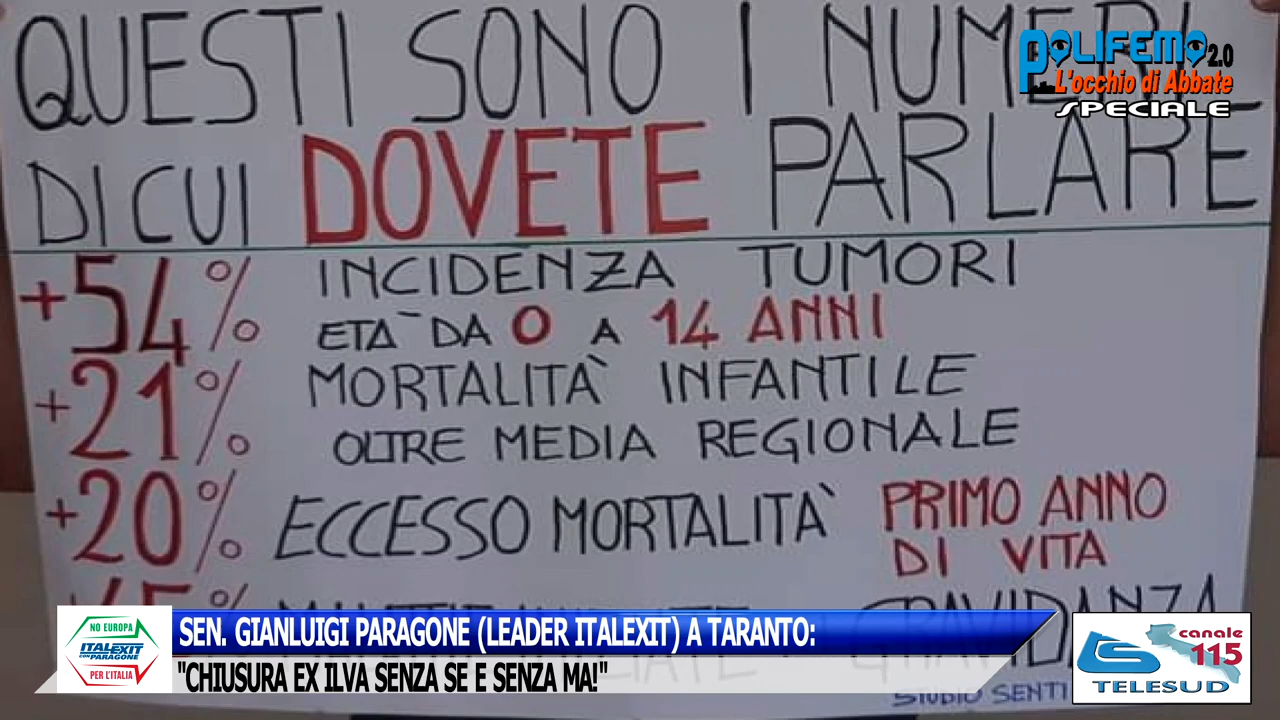 QUESTI SONO I NUMERI
POLIFEMO 2.0
L'occhio di Abbate
SPECIALE
DI CUI DOVETE PARLARE
+54% INCIDENZA TUMORI
ETÀ DA 0 A 14 ANNI
+21% MORTALITÀ INFANTILE
OLTRE MEDIA REGIONALE
+20% ECCESSO MORTALITÀ PRIMO ANNO
DI VITA
GRAVIDANZA
NO EUROPA
ITALEXIT
CON PARAGONE
PER L'ITALIA
SEN. GIANLUIGI PARAGONE (LEADER ITALEXIT) A TARANTO:
"CHIUSURA EX ILVA SENZA SE E SENZA MA!"
canale
115
TELESUD
STUDIO SENTI